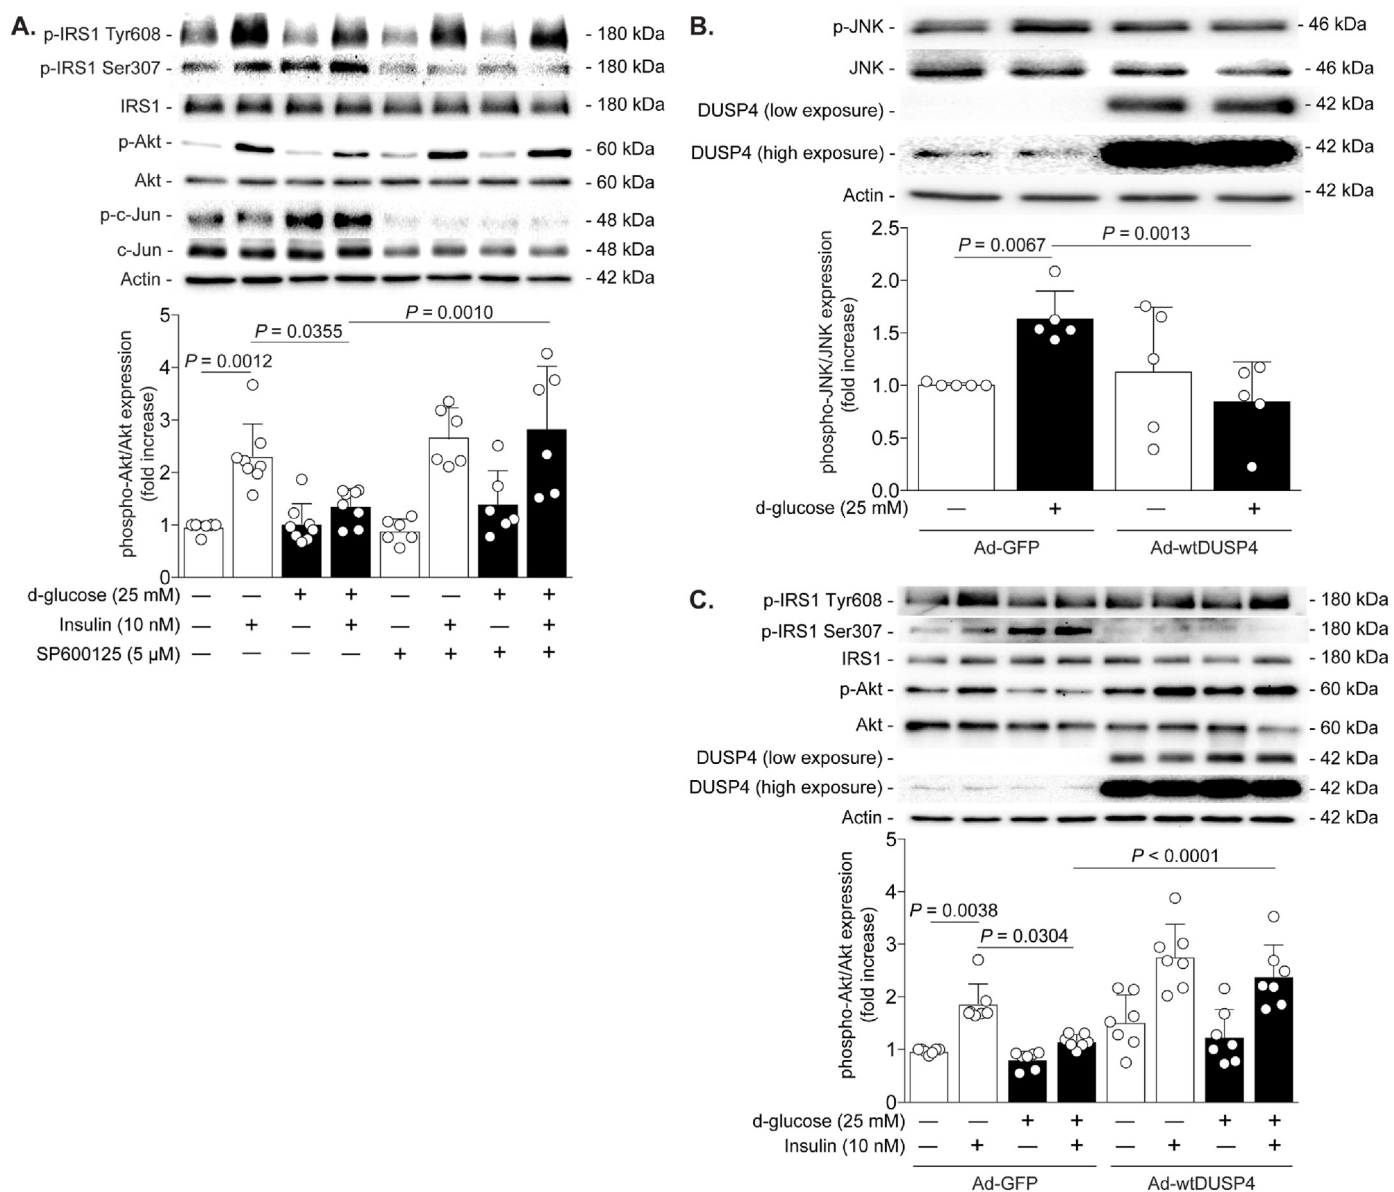 A.
p-IRS1 Tyr608 - - 180 kDa
p-IRS1 Ser307 - - 180 kDa
IRS1 - - 180 kDa
p-Akt - - 60 kDa
Akt - - 60 kDa
p-c-Jun - - 48 kDa
c-Jun - - 48 kDa
Actin - - 42 kDa
phospho-Akt/Akt expression
(fold increase)
5
4
3
2
1
0
P = 0.0010
P = 0.0355
P = 0.0012
d-glucose (25 mM) — — + + — — + +
Insulin (10 nM) — + — + — + — +
SP600125 (5 µM) — — — — + + + +
B.
p-JNK - - 46 kDa
JNK - - 46 kDa
DUSP4 (low exposure) - - 42 kDa
DUSP4 (high exposure) - - 42 kDa
Actin - - 42 kDa
phospho-JNK/JNK expression
(fold increase)
2.5
2.0
1.5
1.0
0.5
0.0
P = 0.0067
P = 0.0013
d-glucose (25 mM) — + — +
Ad-GFP Ad-wtDUSP4
C.
p-IRS1 Tyr608 - - 180 kDa
p-IRS1 Ser307 - - 180 kDa
IRS1 - - 180 kDa
p-Akt - - 60 kDa
Akt - - 60 kDa
DUSP4 (low exposure) - - 42 kDa
DUSP4 (high exposure) - - 42 kDa
Actin - - 42 kDa
phospho-Akt/Akt expression
(fold increase)
5
4
3
2
1
0
P < 0.0001
P = 0.0038
P = 0.0304
d-glucose (25 mM) — — + + — — + +
Insulin (10 nM) — + — + — + — +
Ad-GFP Ad-wtDUSP4